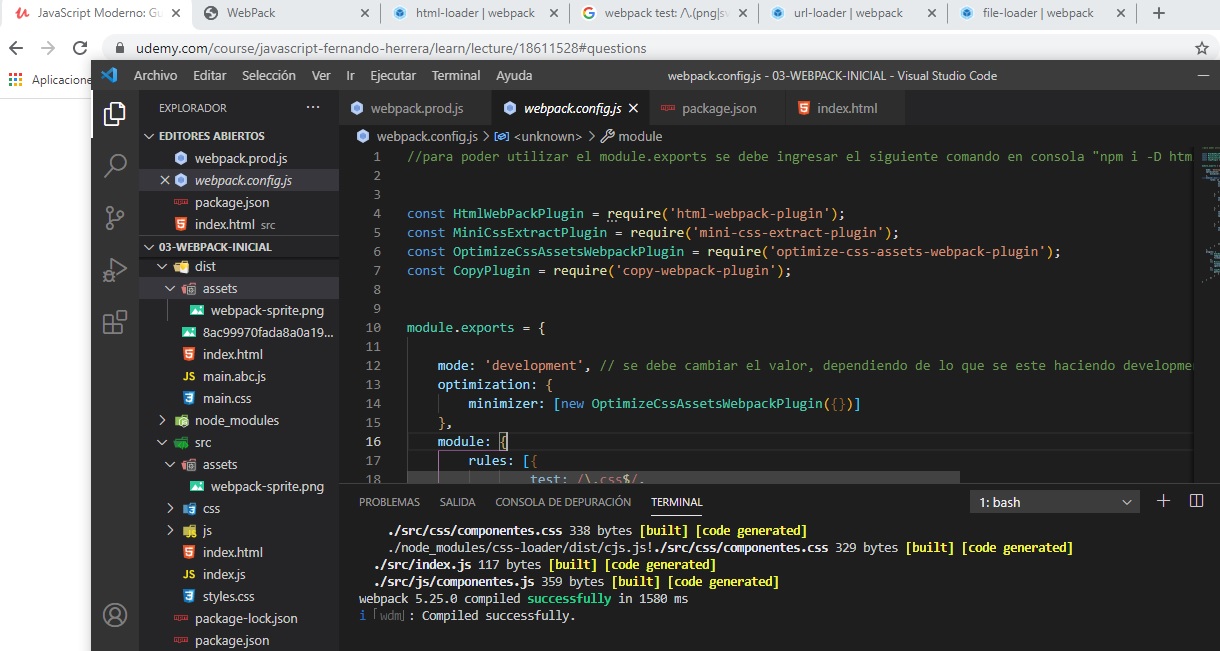 JavaScript Moderno: Gu
WebPack
html-loader | webpack
webpack test: /\.(png|sv
url-loader | webpack
file-loader | webpack
udemy.com/course/javascript-fernando-herrera/learn/lecture/18611528#questions
Aplicacione
Archivo Editar Selección Ver Ir Ejecutar Terminal Ayuda
webpack.config.js - 03-WEBPACK-INICIAL - Visual Studio Code
EXPLORADOR
EDITORES ABIERTOS
webpack.prod.js
webpack.config.js
package.json
index.html src
03-WEBPACK-INICIAL
dist
assets
webpack-sprite.png
8ac99970fada8a0a19...
index.html
JS main.abc.js
main.css
node_modules
src
assets
webpack-sprite.png
css
js
index.html
JS index.js
styles.css
package-lock.json
package.json
webpack.prod.js
webpack.config.js
package.json
index.html
webpack.config.js > <unknown> > module
1 //para poder utilizar el module.exports se debe ingresar el siguiente comando en consola "npm i -D htm
2
3
4 const HtmlWebPackPlugin = require('html-webpack-plugin');
5 const MiniCssExtractPlugin = require('mini-css-extract-plugin');
6 const OptimizeCssAssetsWebpackPlugin = require('optimize-css-assets-webpack-plugin');
7 const CopyPlugin = require('copy-webpack-plugin');
8
9
10 module.exports = {
11
12 mode: 'development', // se debe cambiar el valor, dependiendo de lo que se este haciendo developme
13 optimization: {
14 minimizer: [new OptimizeCssAssetsWebpackPlugin({})]
15 },
16 module: {
17 rules: [{
18 test: /\.css$/,
PROBLEMAS SALIDA CONSOLA DE DEPURACIÓN TERMINAL
1: bash
./src/css/componentes.css 338 bytes [built] [code generated]
./node_modules/css-loader/dist/cjs.js!./src/css/componentes.css 329 bytes [built] [code generated]
./src/index.js 117 bytes [built] [code generated]
./src/js/componentes.js 359 bytes [built] [code generated]
webpack 5.25.0 compiled successfully in 1580 ms
i ｢wdm｣: Compiled successfully.